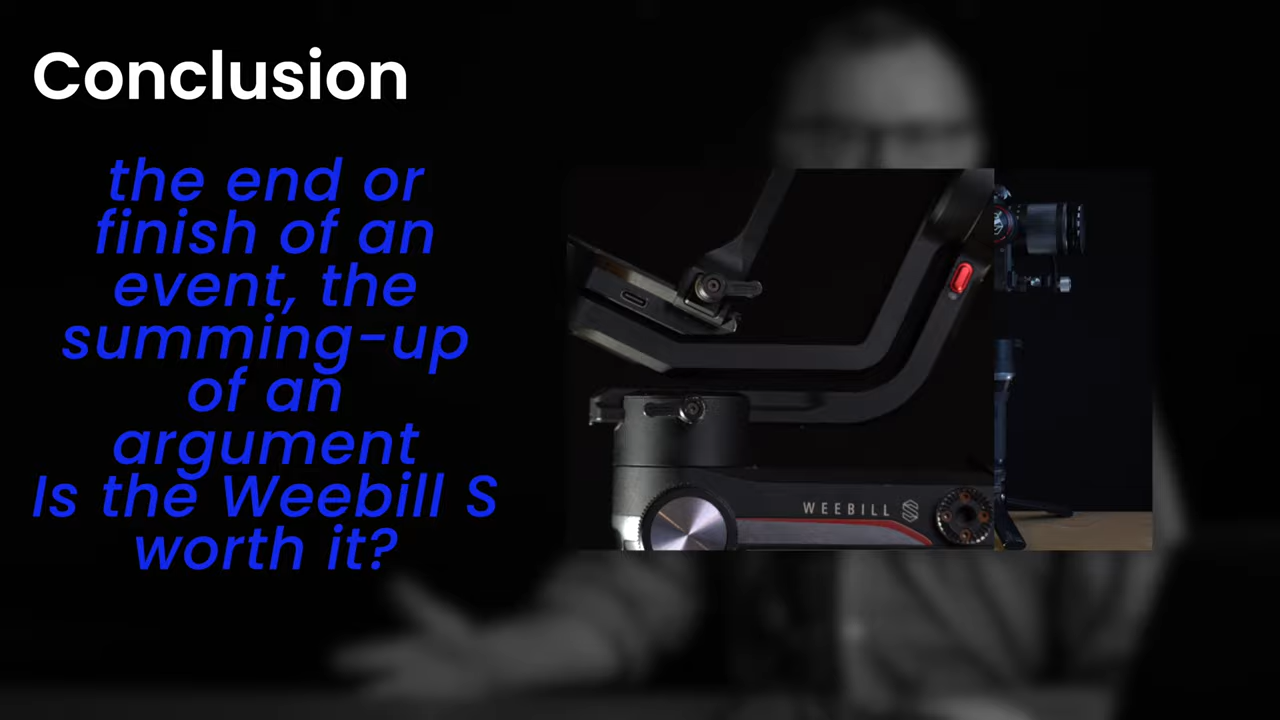 Conclusion
the end or
finish of an
event, the
summing-up
of an
argument
Is the Weebill S
worth it?
WEEBILL S